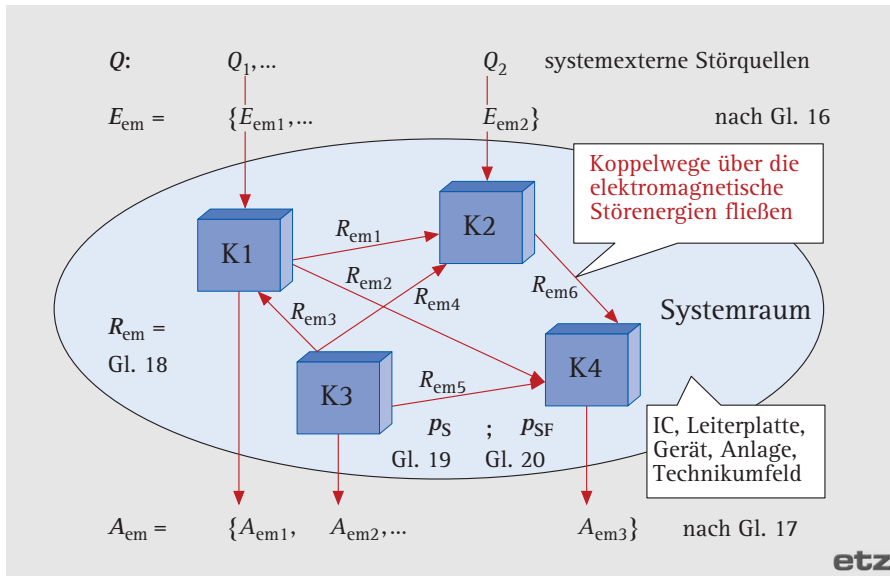 Q: Q1,... Q2 systemexterne Störquellen
Eem = {Eem1,... Eem2} nach Gl. 16
Koppelwege über die
elektromagnetische
Störenergien fließen
K1
K2
Rem1
Rem2
Rem4
Rem6
Rem3
Systemraum
Rem =
Gl. 18
K3
K4
Rem5
pS ; pSF
Gl. 19 Gl. 20
IC, Leiterplatte,
Gerät, Anlage,
Technikumfeld
Aem = {Aem1, Aem2,... Aem3} nach Gl. 17
etz